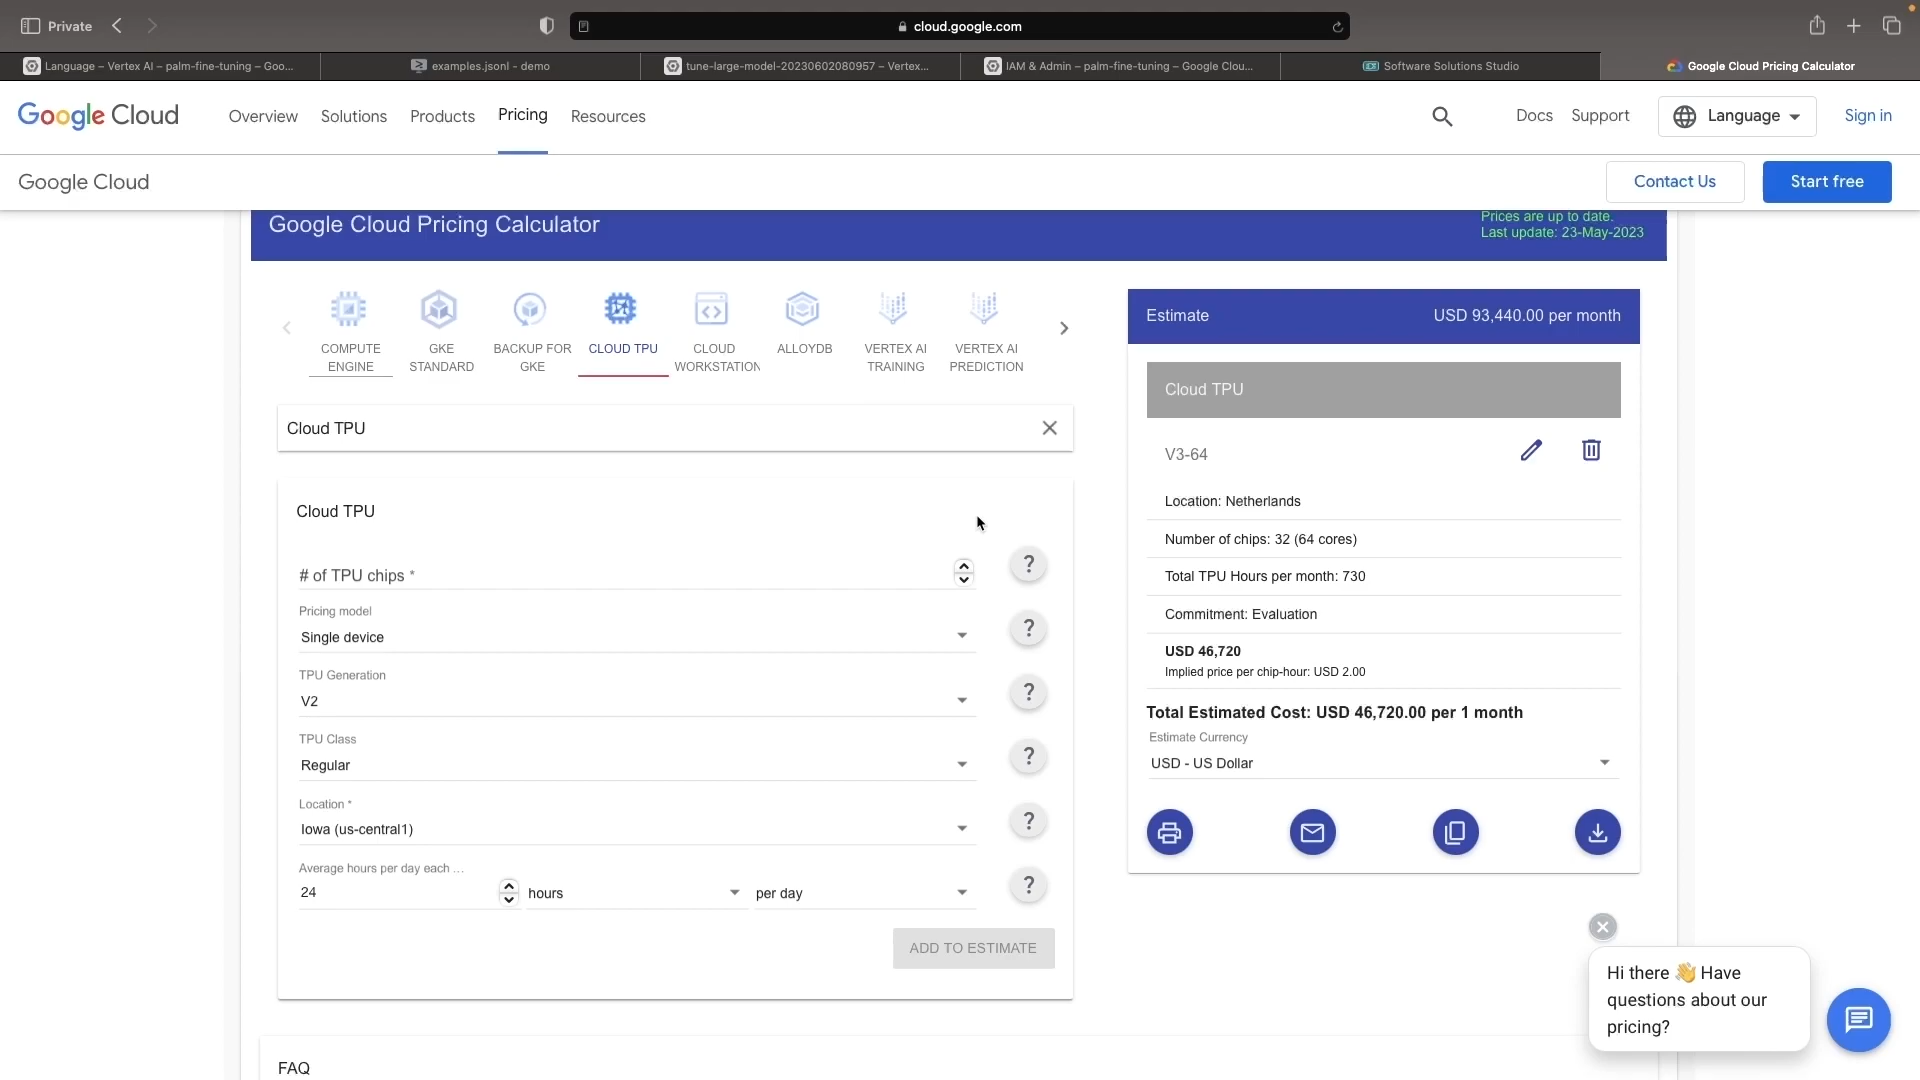 Private
cloud.google.com
Language – Vertex AI – palm-fine-tuning – Goo...
examples.jsonl - demo
tune-large-model-20230602080957 – Vertex...
IAM & Admin – palm-fine-tuning – Google Clou...
Software Solutions Studio
Google Cloud Pricing Calculator
Google Cloud
Overview
Solutions
Products
Pricing
Resources
Docs
Support
Language
Sign in
Google Cloud
Contact Us
Start free
Google Cloud Pricing Calculator
Prices are up to date.
Last update: 23-May-2023
COMPUTE
ENGINE
GKE
STANDARD
BACKUP FOR
GKE
CLOUD TPU
CLOUD
WORKSTATION
ALLOYDB
VERTEX AI
TRAINING
VERTEX AI
PREDICTION
Cloud TPU
Cloud TPU
# of TPU chips *
?
Pricing model
Single device
?
TPU Generation
V2
?
TPU Class
Regular
?
Location *
Iowa (us-central1)
?
Average hours per day each ...
24
hours
per day
?
ADD TO ESTIMATE
FAQ
Estimate
USD 93,440.00 per month
Cloud TPU
V3-64
Location: Netherlands
Number of chips: 32 (64 cores)
Total TPU Hours per month: 730
Commitment: Evaluation
USD 46,720
Implied price per chip-hour: USD 2.00
Total Estimated Cost: USD 46,720.00 per 1 month
Estimate Currency
USD - US Dollar
Hi there 👋 Have
questions about our
pricing?